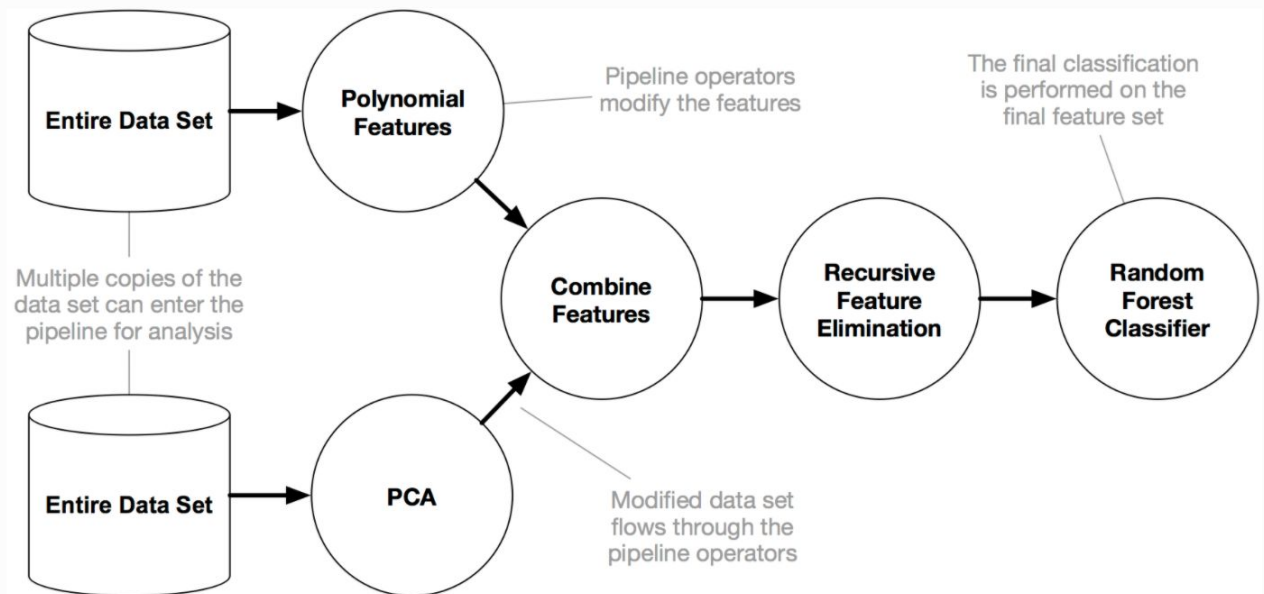 Entire Data Set
Polynomial
Features
Pipeline operators
modify the features
The final classification
is performed on the
final feature set
Multiple copies of the
data set can enter the
pipeline for analysis
Combine
Features
Recursive
Feature
Elimination
Random
Forest
Classifier
Entire Data Set
PCA
Modified data set
flows through the
pipeline operators